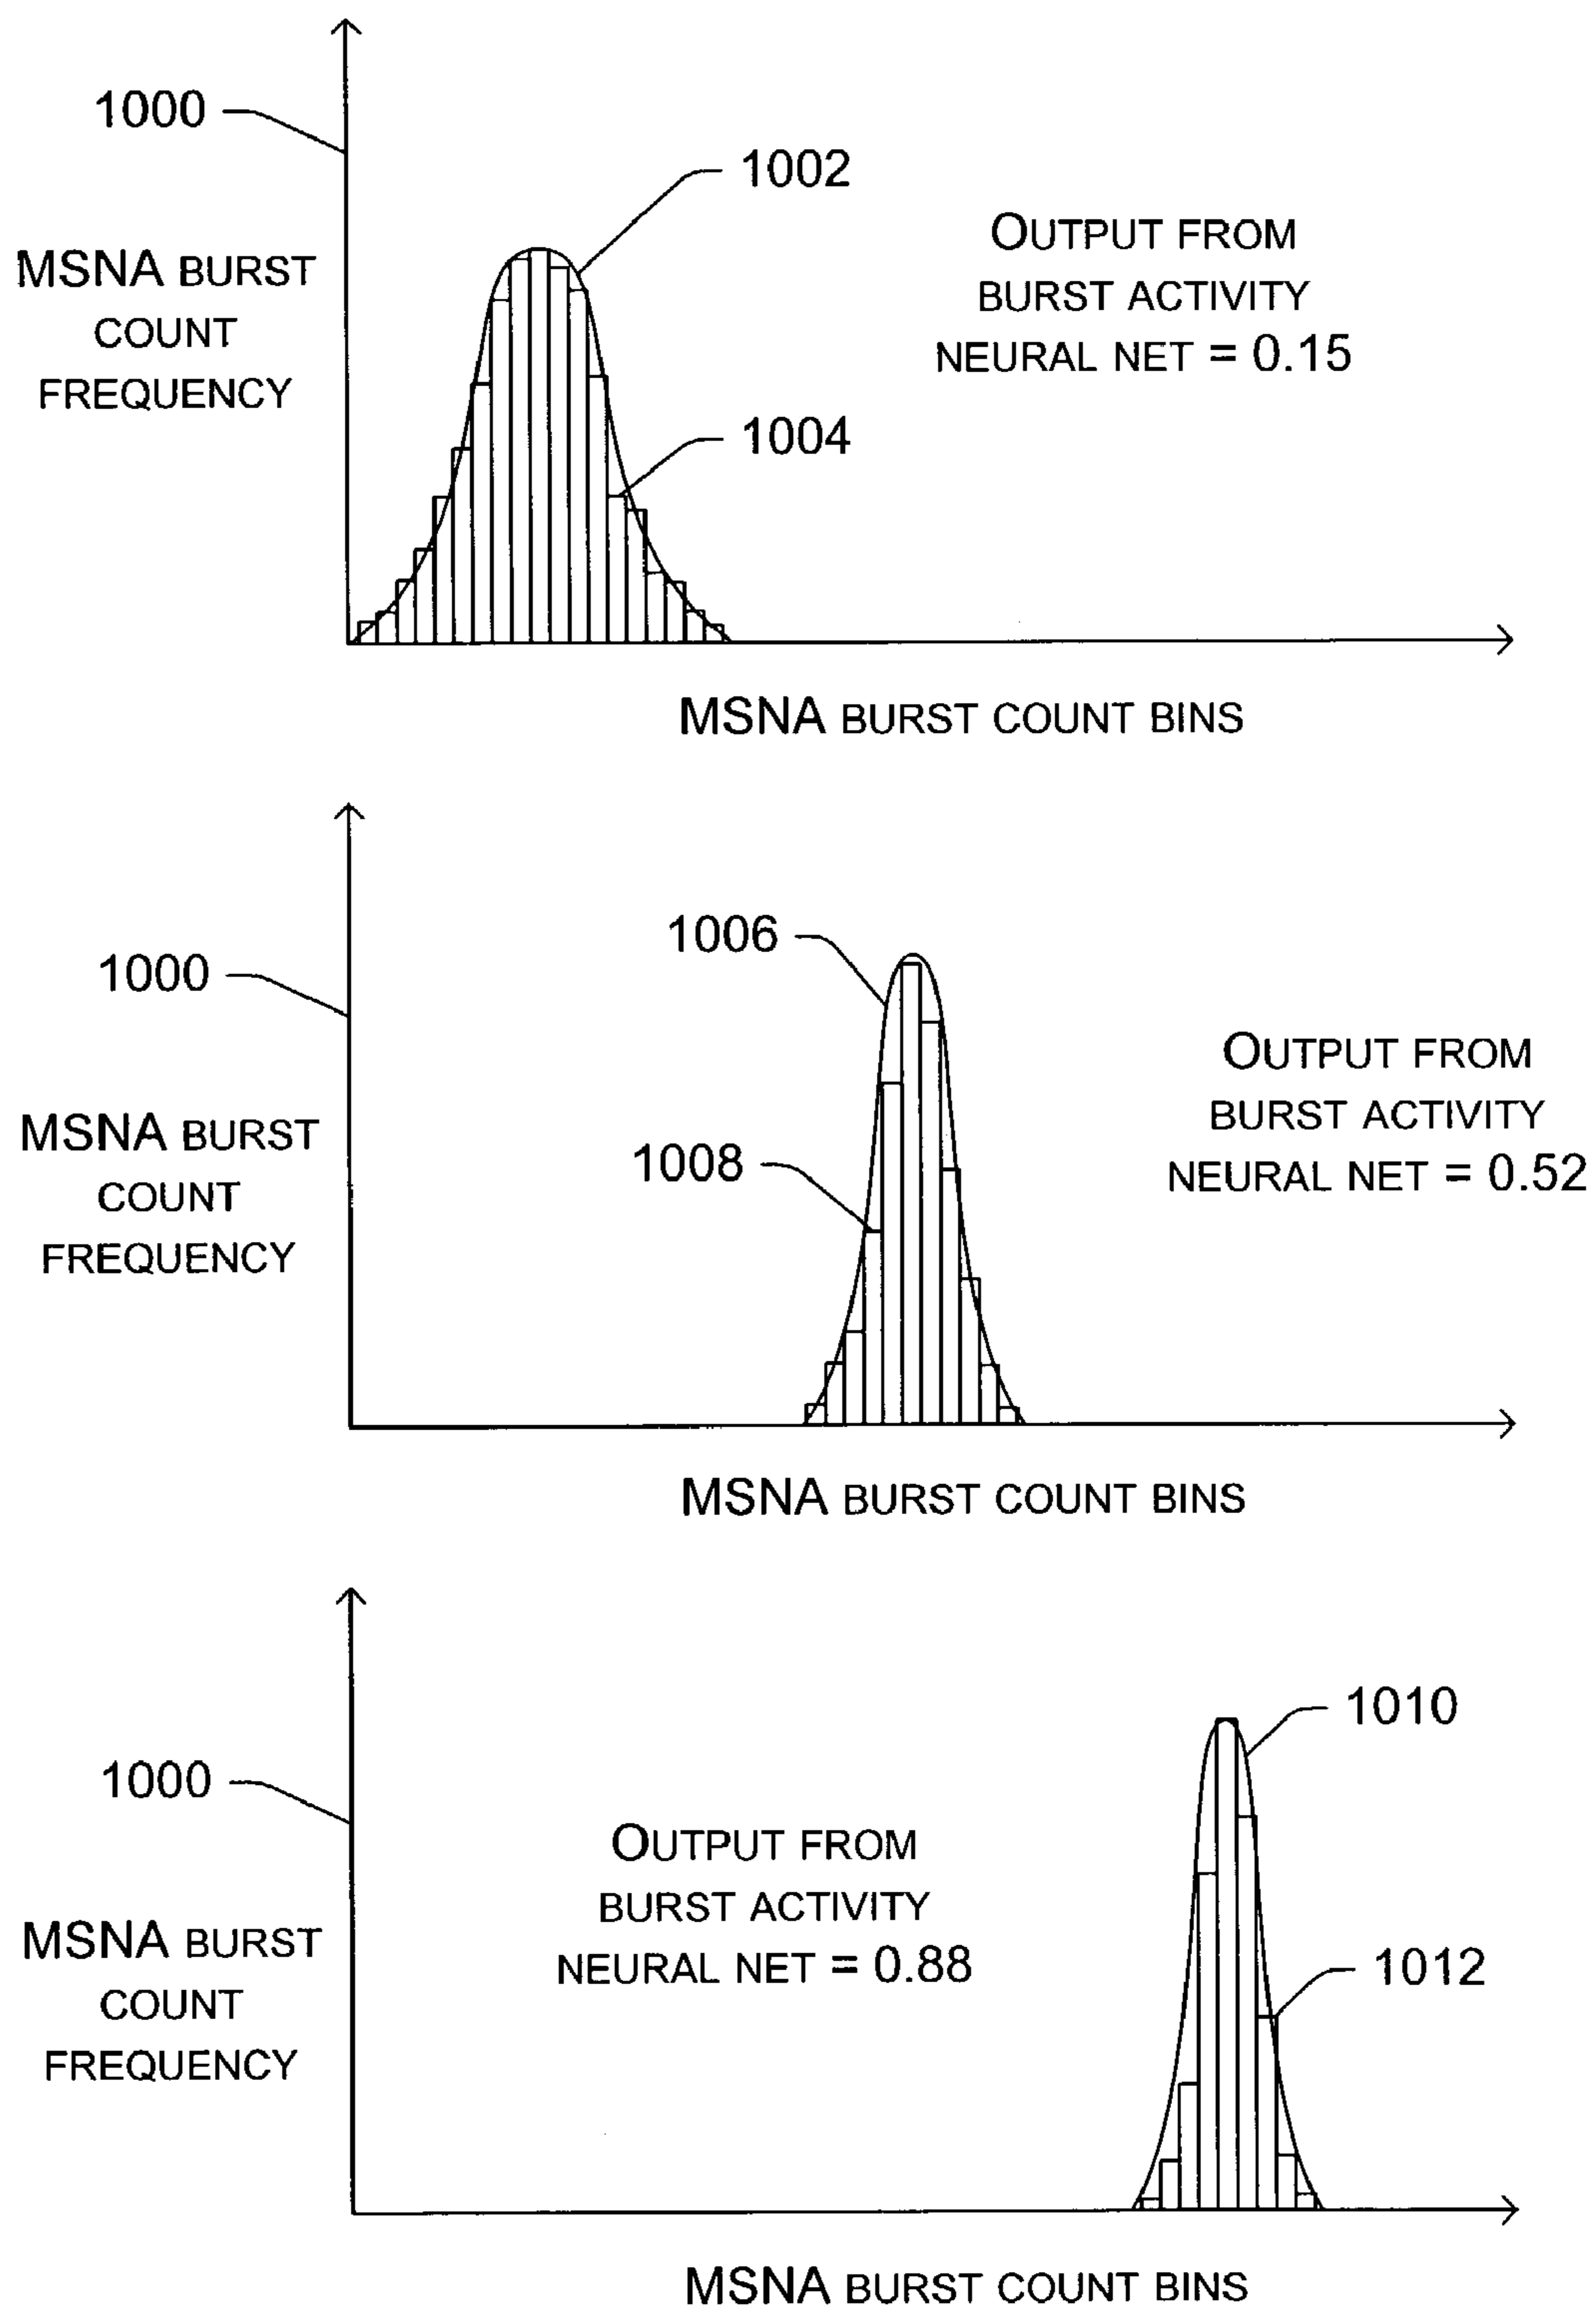 1000
1002
OUTPUT FROM
BURST ACTIVITY
NEURAL NET = 0.15
MSNA BURST
COUNT
FREQUENCY
1004
MSNA BURST COUNT BINS
1006
1000
OUTPUT FROM
BURST ACTIVITY
NEURAL NET = 0.52
MSNA BURST
COUNT
FREQUENCY
1008
MSNA BURST COUNT BINS
1010
1000
OUTPUT FROM
BURST ACTIVITY
NEURAL NET = 0.88
MSNA BURST
COUNT
FREQUENCY
1012
MSNA BURST COUNT BINS